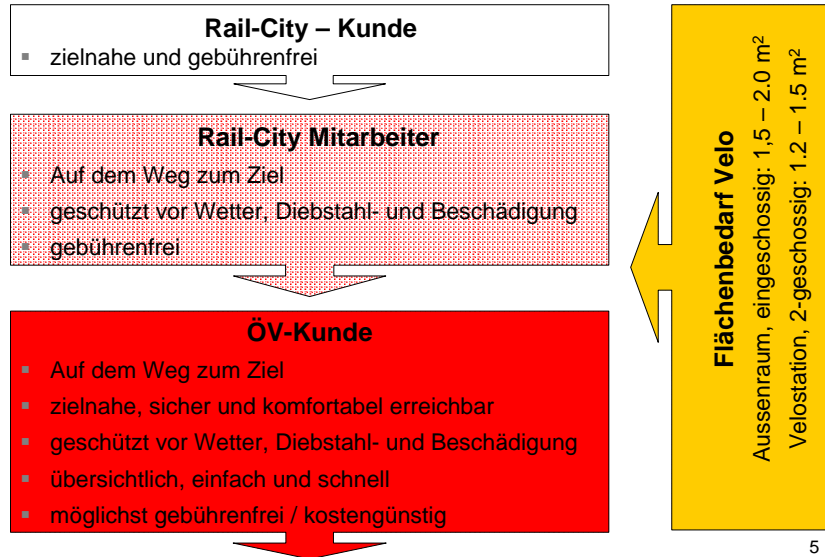 Rail-City – Kunde
▪ zielnahe und gebührenfrei
Rail-City Mitarbeiter
▪ Auf dem Weg zum Ziel
▪ geschützt vor Wetter, Diebstahl- und Beschädigung
▪ gebührenfrei
ÖV-Kunde
▪ Auf dem Weg zum Ziel
▪ zielnahe, sicher und komfortabel erreichbar
▪ geschützt vor Wetter, Diebstahl- und Beschädigung
▪ übersichtlich, einfach und schnell
▪ möglichst gebührenfrei / kostengünstig
Flächenbedarf Velo
Aussenraum, eingeschossig: 1,5 – 2.0 m²
Velostation, 2-geschossig: 1.2 – 1.5 m²
5